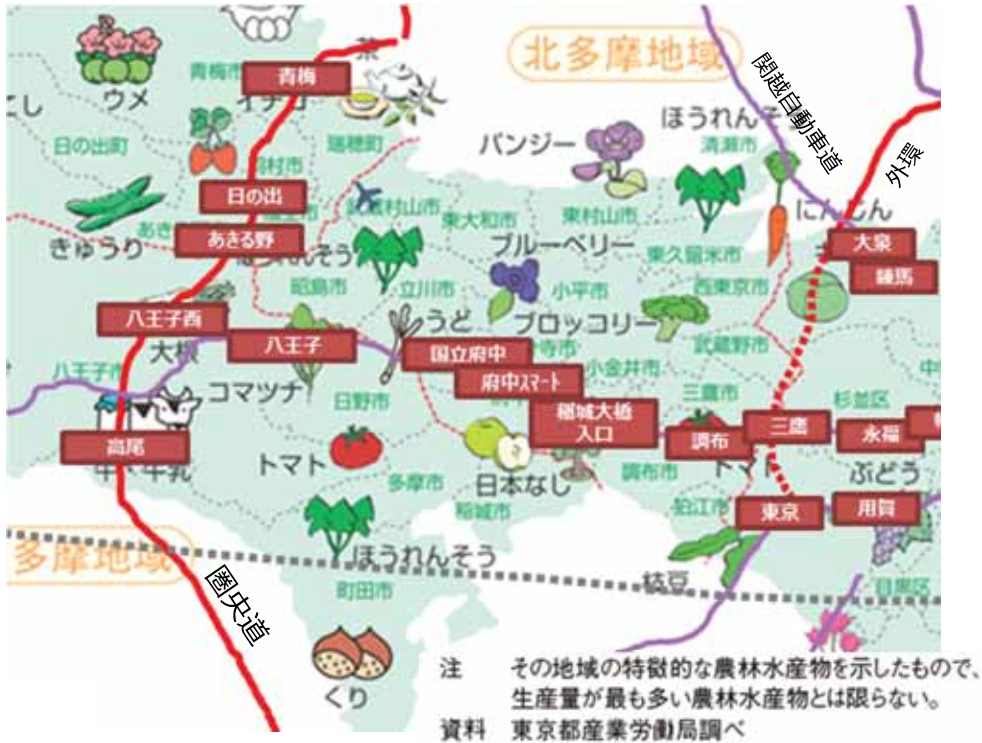 北多摩地域
関越自動車道
外環
茶
青梅市
青梅
ウメ
イチゴ
ほうれんそう
パンジー
清瀬市
日の出町
瑞穂町
日の出
武蔵村山市
東大和市
東村山市
にんじん
あきる野
きゅうり
ブルーベリー
東久留米市
大泉
練馬
昭島市
立川市
小平市
西東京市
八王子西
うど
ブロッコリー
八王子
国立府中
武蔵野市
大根
八王子市
府中スマート
小金井市
コマツナ
日野市
三鷹市
杉並区
稲城大橋
入口
調布
三鷹
永福
高尾
トマト
トマト
ぶどう
日本なし
多摩市
調布市
稲城市
狛江市
東京
用賀
ほうれんそう
多摩地域
圏央道
町田市
枝豆
目黒区
くり
注 その地域の特徴的な農林水産物を示したもので、
生産量が最も多い農林水産物とは限らない。
資料 東京都産業労働局調べ